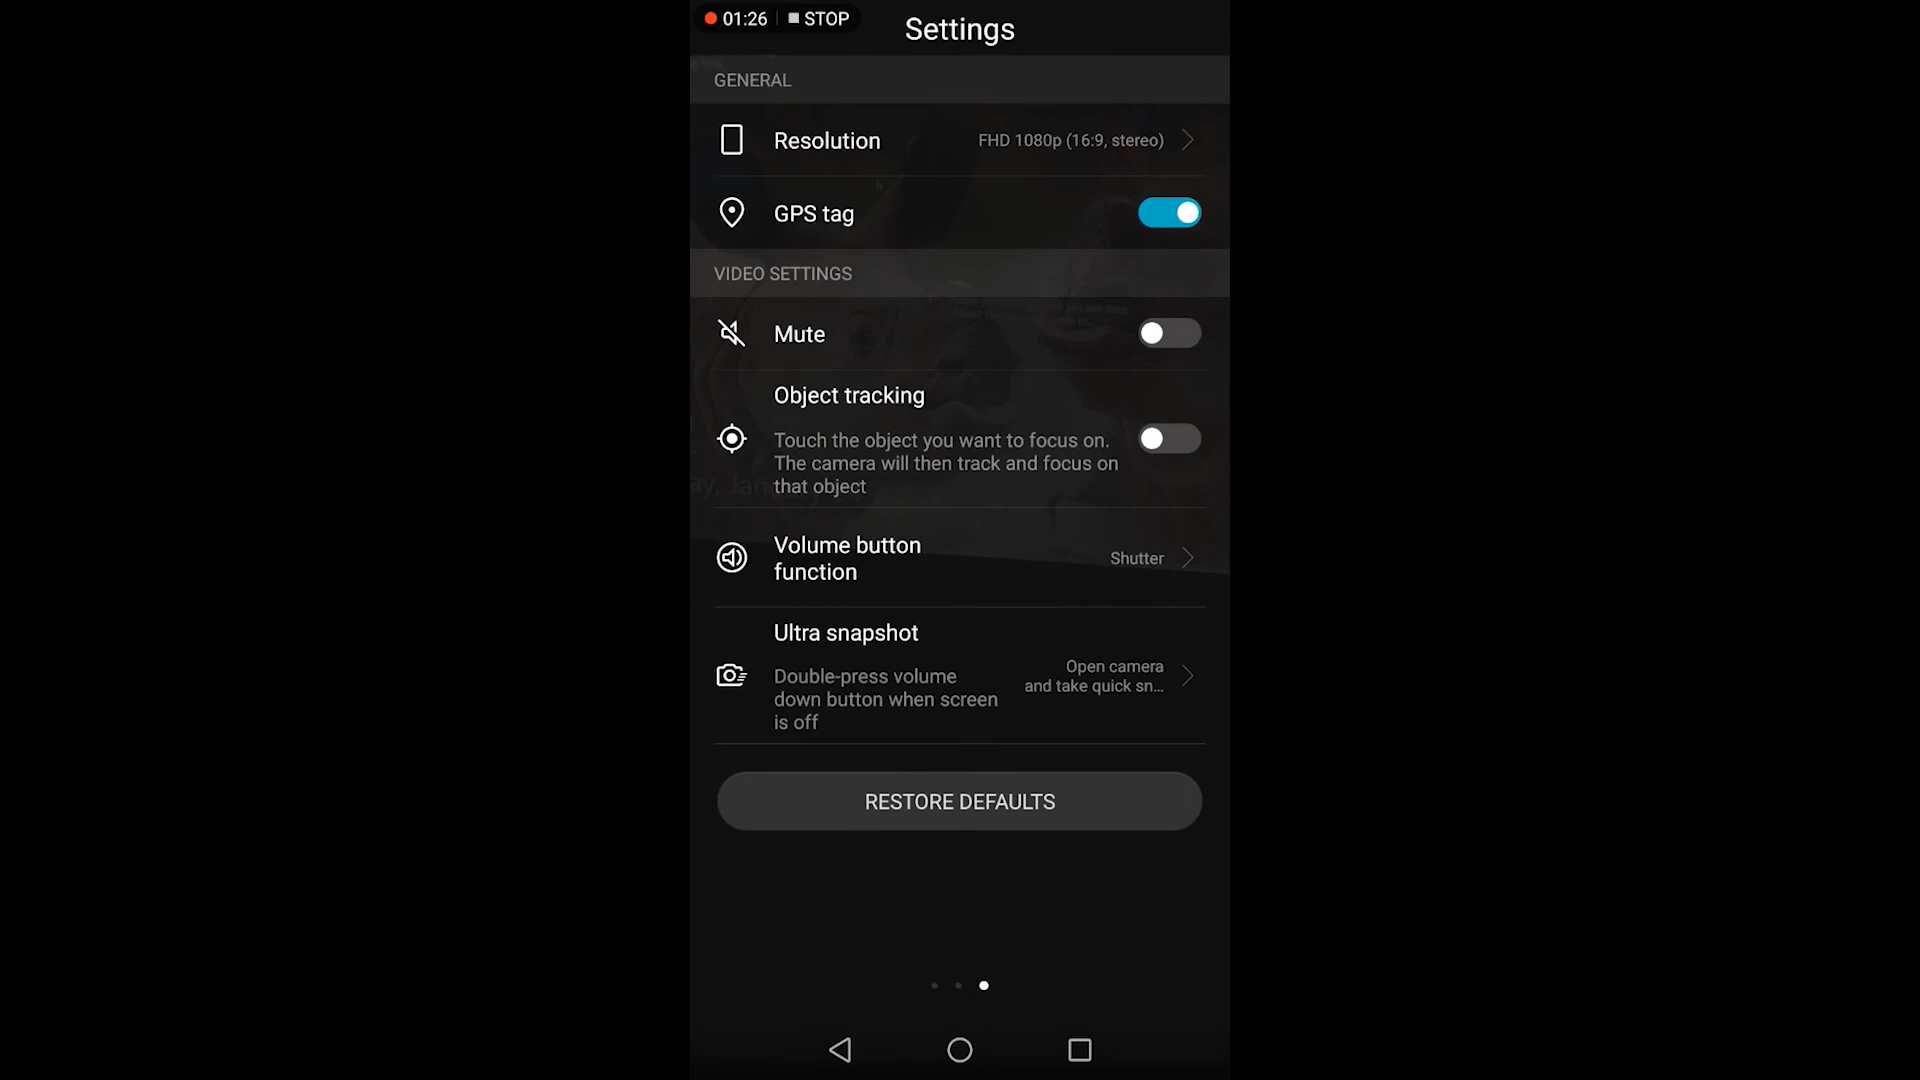 01:26 STOP
Settings
GENERAL
Resolution FHD 1080p (16:9, stereo)
GPS tag
VIDEO SETTINGS
Mute
Object tracking
Touch the object you want to focus on.
The camera will then track and focus on
that object
Volume button
function
Shutter
Ultra snapshot
Double-press volume
down button when screen
is off
Open camera
and take quick sn...
RESTORE DEFAULTS